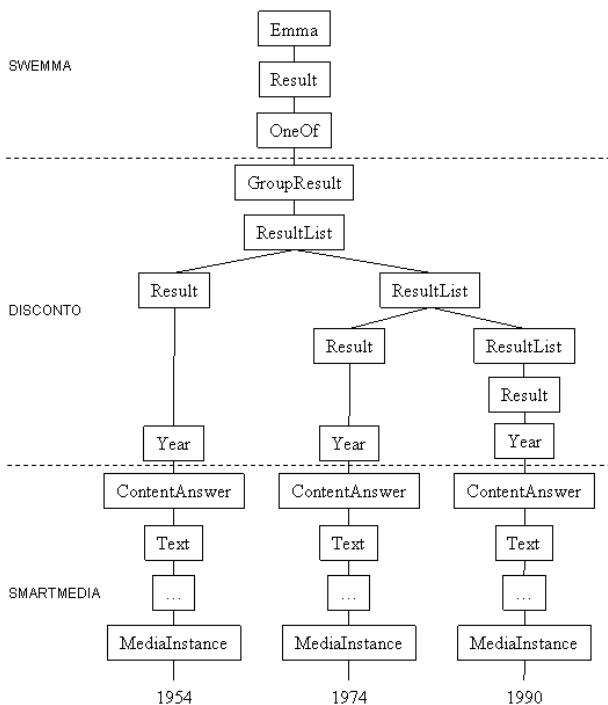 Emma
SWEMMA
Result
OneOf
GroupResult
ResultList
Result ResultList
DISCONTO
Result ResultList
Result
Year Year Year
ContentAnswer ContentAnswer ContentAnswer
Text Text Text
... ... ...
SMARTMEDIA
MediaInstance MediaInstance MediaInstance
1954 1974 1990